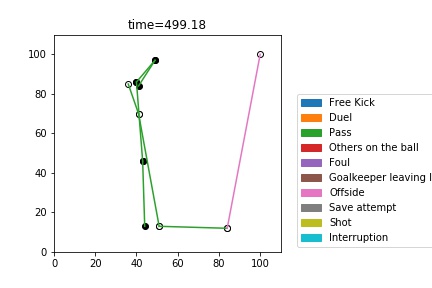 time=499.18
100
80
60
40
20
0
0 20 40 60 80 100
Free Kick
Duel
Pass
Others on the ball
Foul
Goalkeeper leaving l
Offside
Save attempt
Shot
Interruption